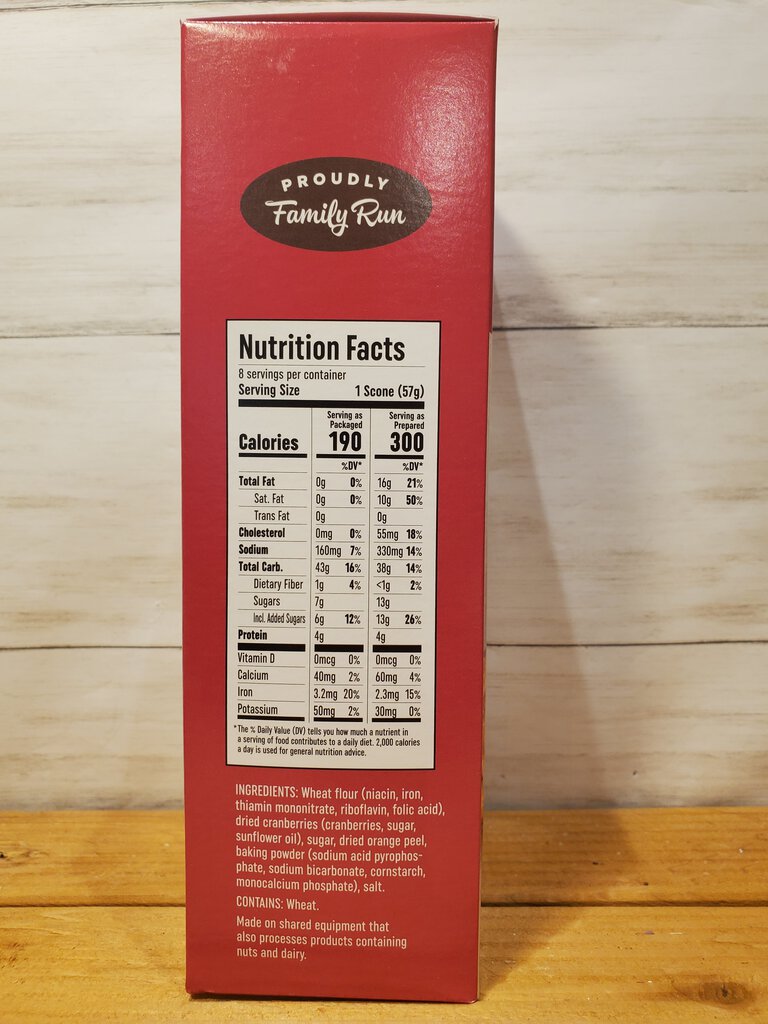 PROUDLY
Family Run
Nutrition Facts
8 servings per container
Serving Size 1 Scone (57g)
Serving as Packaged Serving as Prepared
Calories 190 300
%DV* %DV*
Total Fat 0g 0% 16g 21%
Sat. Fat 0g 0% 10g 50%
Trans Fat 0g 0g
Cholesterol 0mg 0% 55mg 18%
Sodium 160mg 7% 330mg 14%
Total Carb. 43g 16% 38g 14%
Dietary Fiber 1g 4% <1g 2%
Sugars 7g 13g
Incl. Added Sugars 6g 12% 13g 26%
Protein 4g 4g
Vitamin D 0mcg 0% 0mcg 0%
Calcium 40mg 2% 60mg 4%
Iron 3.2mg 20% 2.3mg 15%
Potassium 50mg 2% 30mg 0%
*The % Daily Value (DV) tells you how much a nutrient in
a serving of food contributes to a daily diet. 2,000 calories
a day is used for general nutrition advice.
INGREDIENTS: Wheat flour (niacin, iron,
thiamin mononitrate, riboflavin, folic acid),
dried cranberries (cranberries, sugar,
sunflower oil), sugar, dried orange peel,
baking powder (sodium acid pyrophos-
phate, sodium bicarbonate, cornstarch,
monocalcium phosphate), salt.
CONTAINS: Wheat.
Made on shared equipment that
also processes products containing
nuts and dairy.